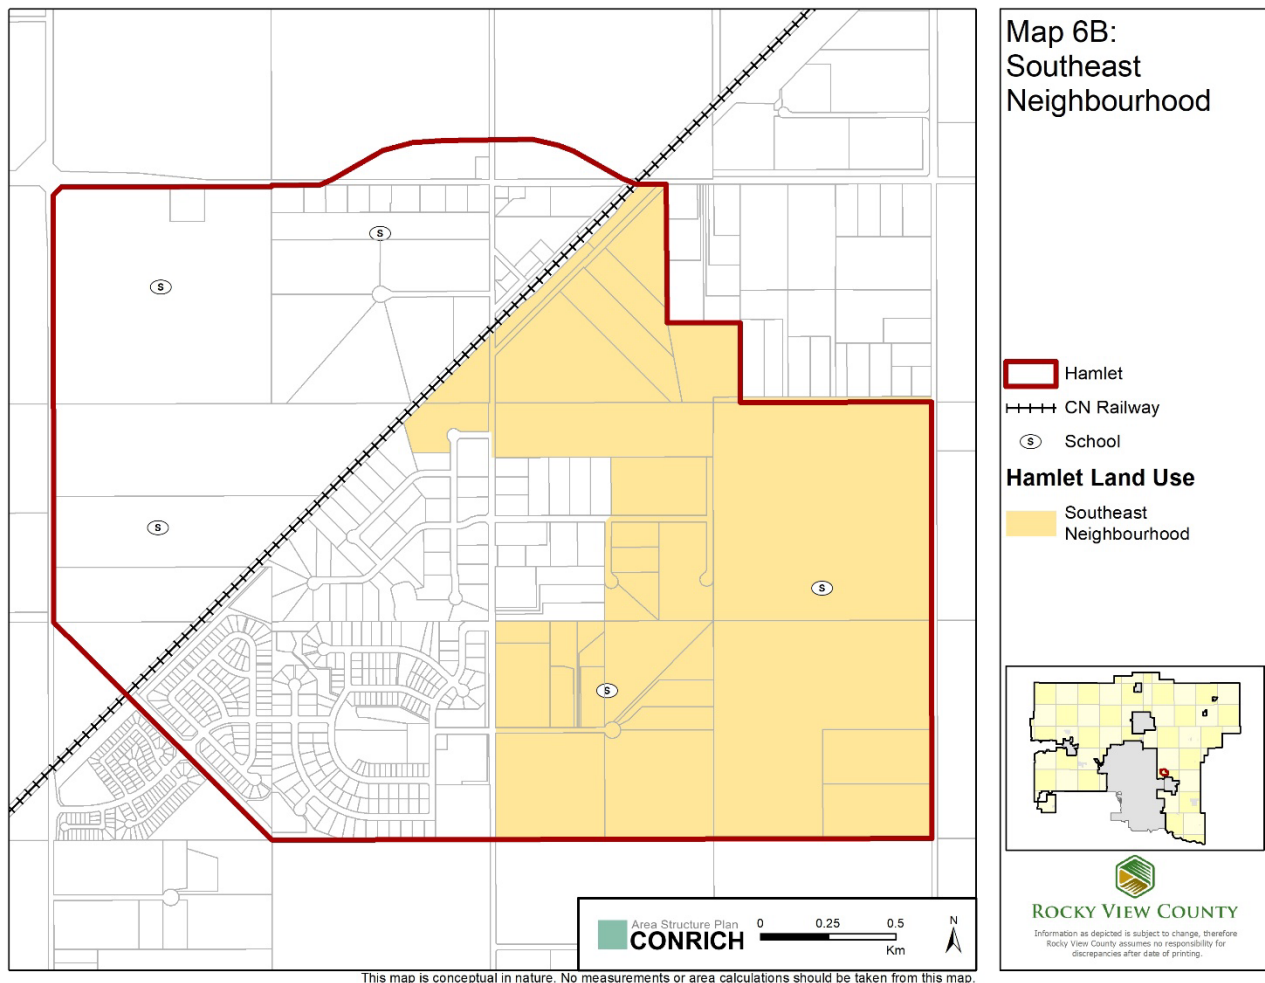 Map 6B:
Southeast
Neighbourhood
S
S
S
S
S
Hamlet
CN Railway
S School
Hamlet Land Use
Southeast
Neighbourhood
ROCKY VIEW COUNTY
Information as depicted is subject to change, therefore
Rocky View County assumes no responsibility for
discrepancies after date of printing.
Area Structure Plan
CONRICH
0 0.25 0.5
Km
N
This map is conceptual in nature. No measurements or area calculations should be taken from this map.